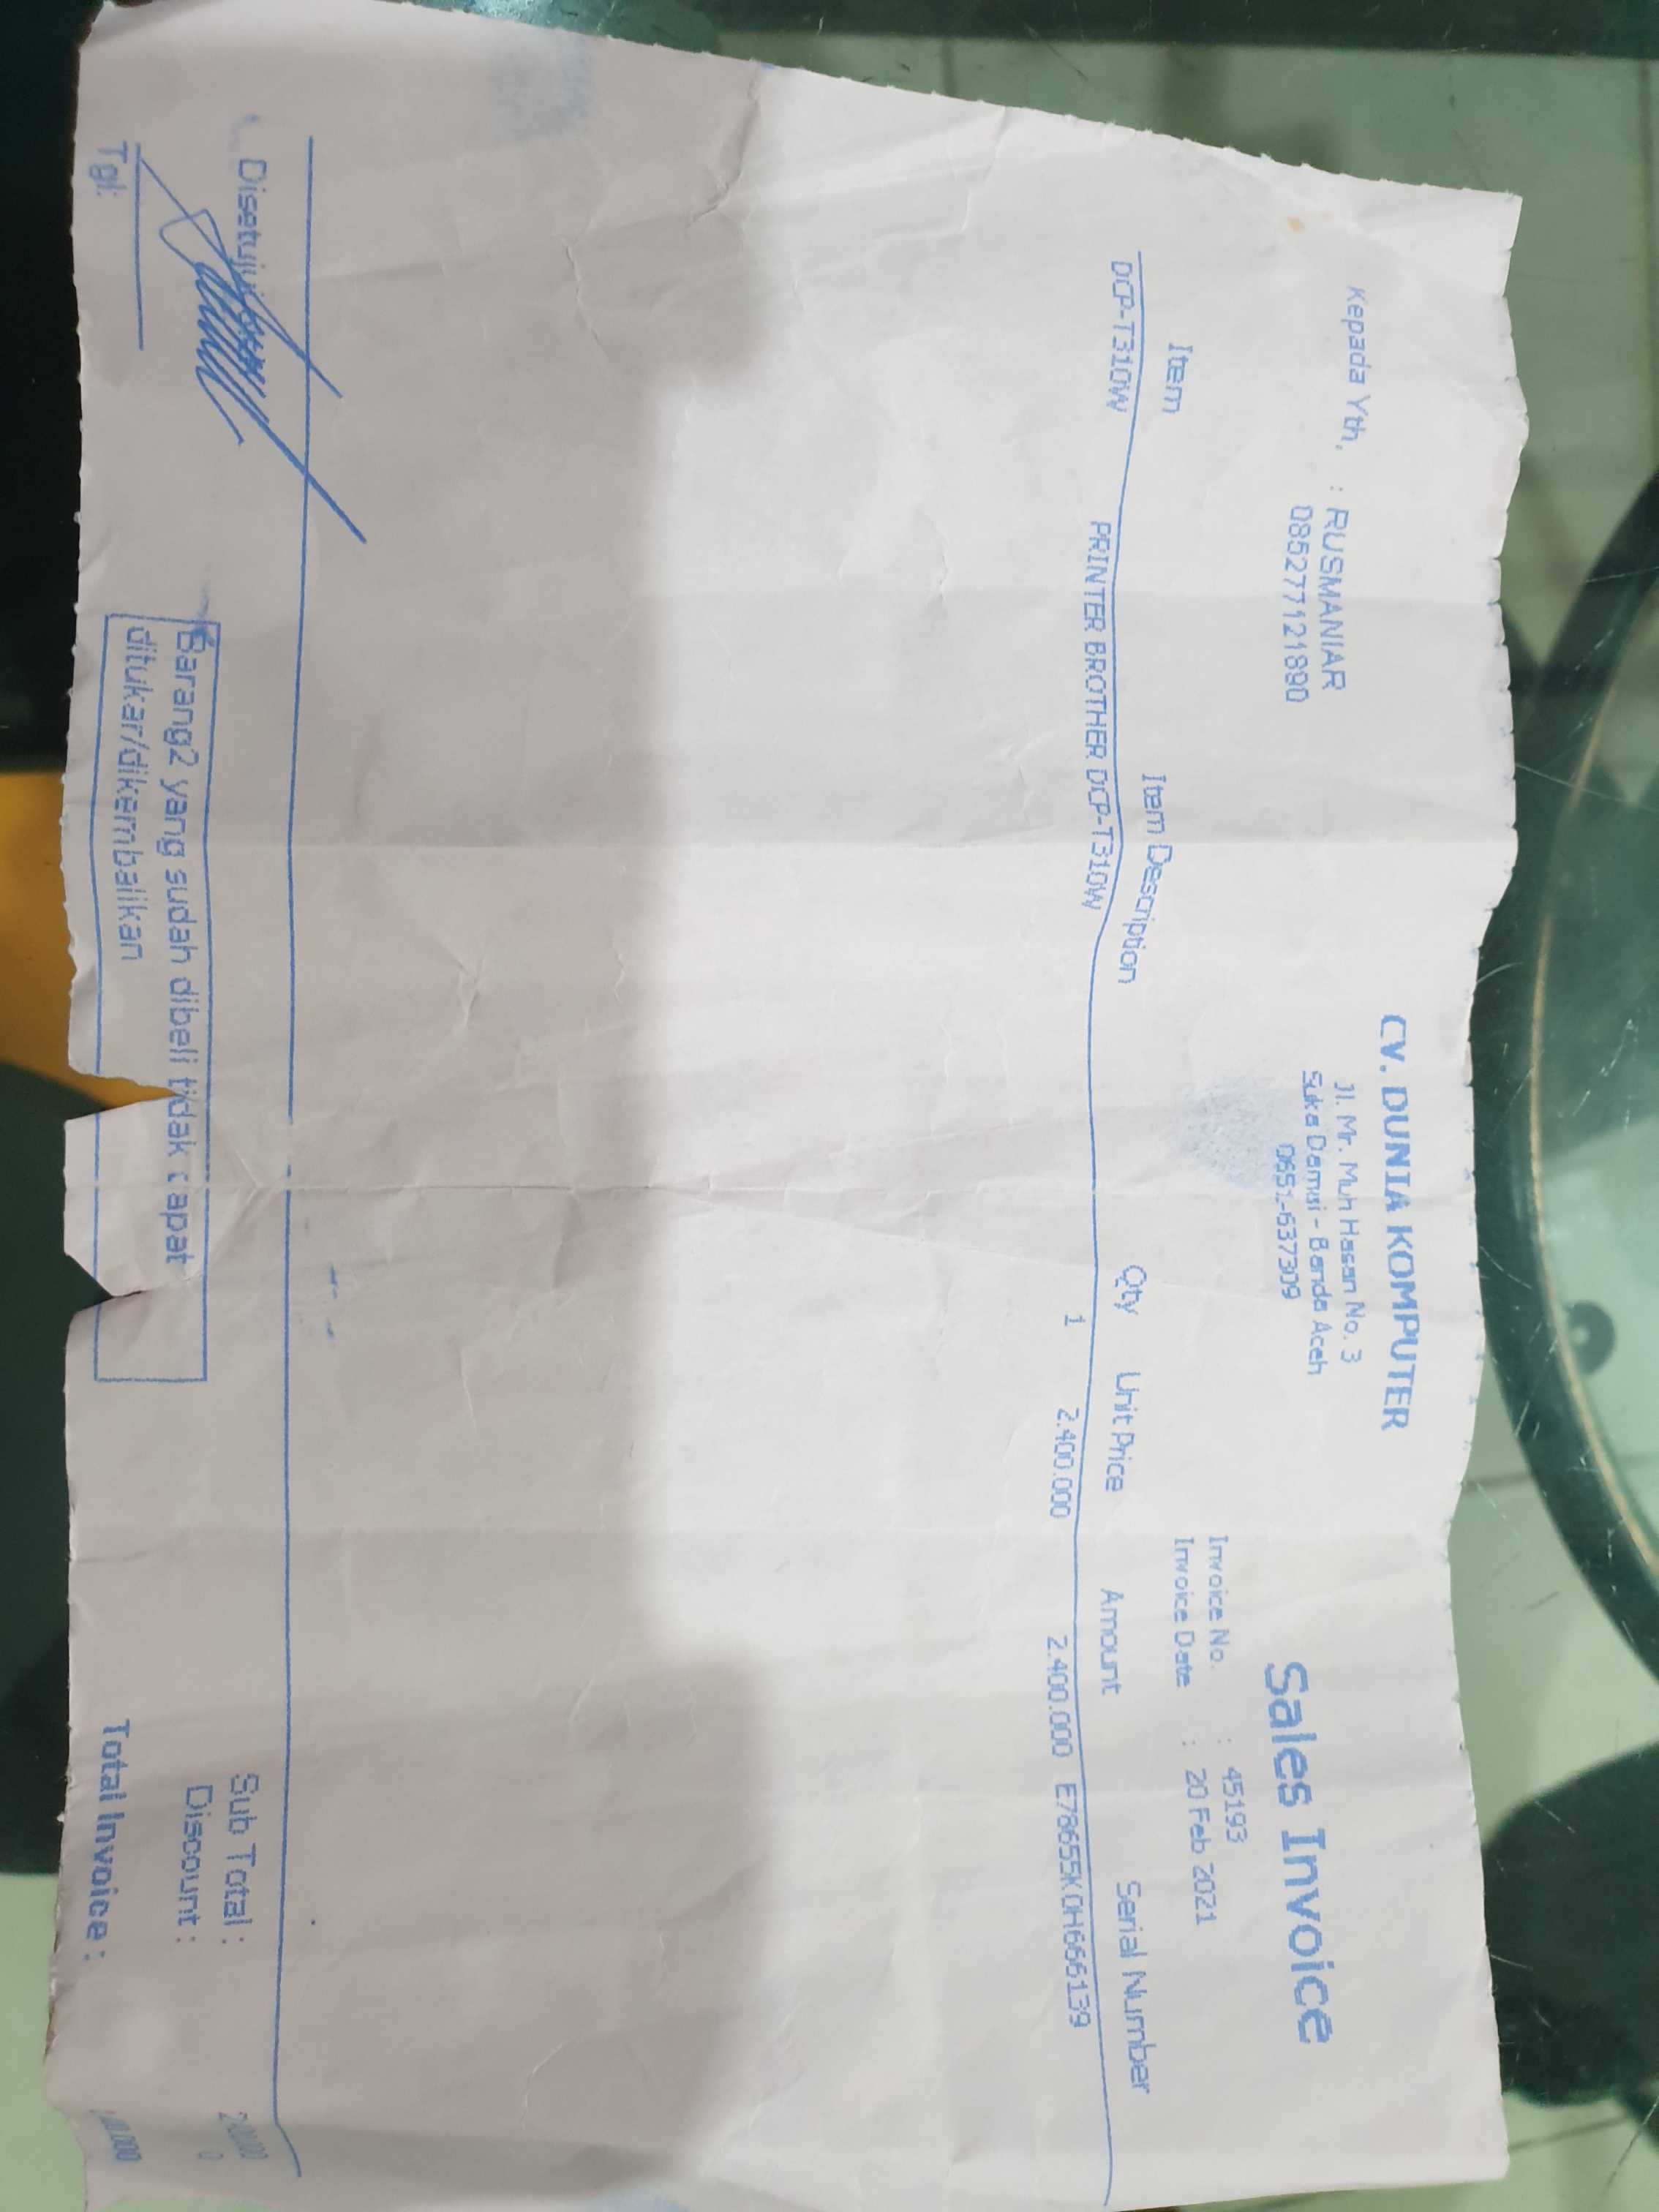 CV. DUNIA KOMPUTER
Jl. Mr. Muh Hasan No. 3
Suka Damai - Banda Aceh
0651-637309
Sales Invoice
Kepada Yth, : RUSMANIAR
085277121890
Invoice No. : 45193
Invoice Date : 20 Feb 2021
Item Item Description Qty Unit Price Amount Serial Number
DCP-T310W PRINTER BROTHER DCP-T310W 1 2.400.000 2.400.000 E78655K0H666139
Disetujui
Tgl:
Barang2 yang sudah dibeli tidak dapat
ditukar/dikembalikan
Sub Total :
Discount : 0
Total Invoice :